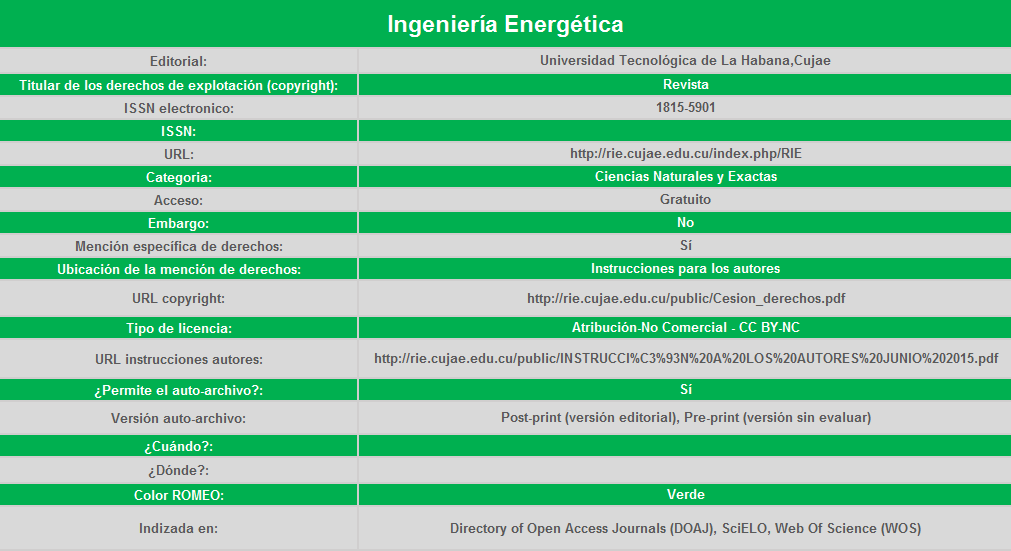 Ingeniería Energética
Editorial: Universidad Tecnológica de La Habana,Cujae
Titular de los derechos de explotación (copyright): Revista
ISSN electronico: 1815-5901
ISSN:
URL: http://rie.cujae.edu.cu/index.php/RIE
Categoria: Ciencias Naturales y Exactas
Acceso: Gratuito
Embargo: No
Mención específica de derechos: Sí
Ubicación de la mención de derechos: Instrucciones para los autores
URL copyright: http://rie.cujae.edu.cu/public/Cesion_derechos.pdf
Tipo de licencia: Atribución-No Comercial - CC BY-NC
URL instrucciones autores: http://rie.cujae.edu.cu/public/INSTRUCCI%C3%93N%20A%20LOS%20AUTORES%20JUNIO%202015.pdf
¿Permite el auto-archivo?: Sí
Versión auto-archivo: Post-print (versión editorial), Pre-print (versión sin evaluar)
¿Cuándo?:
¿Dónde?:
Color ROMEO: Verde
Indizada en: Directory of Open Access Journals (DOAJ), SciELO, Web Of Science (WOS)